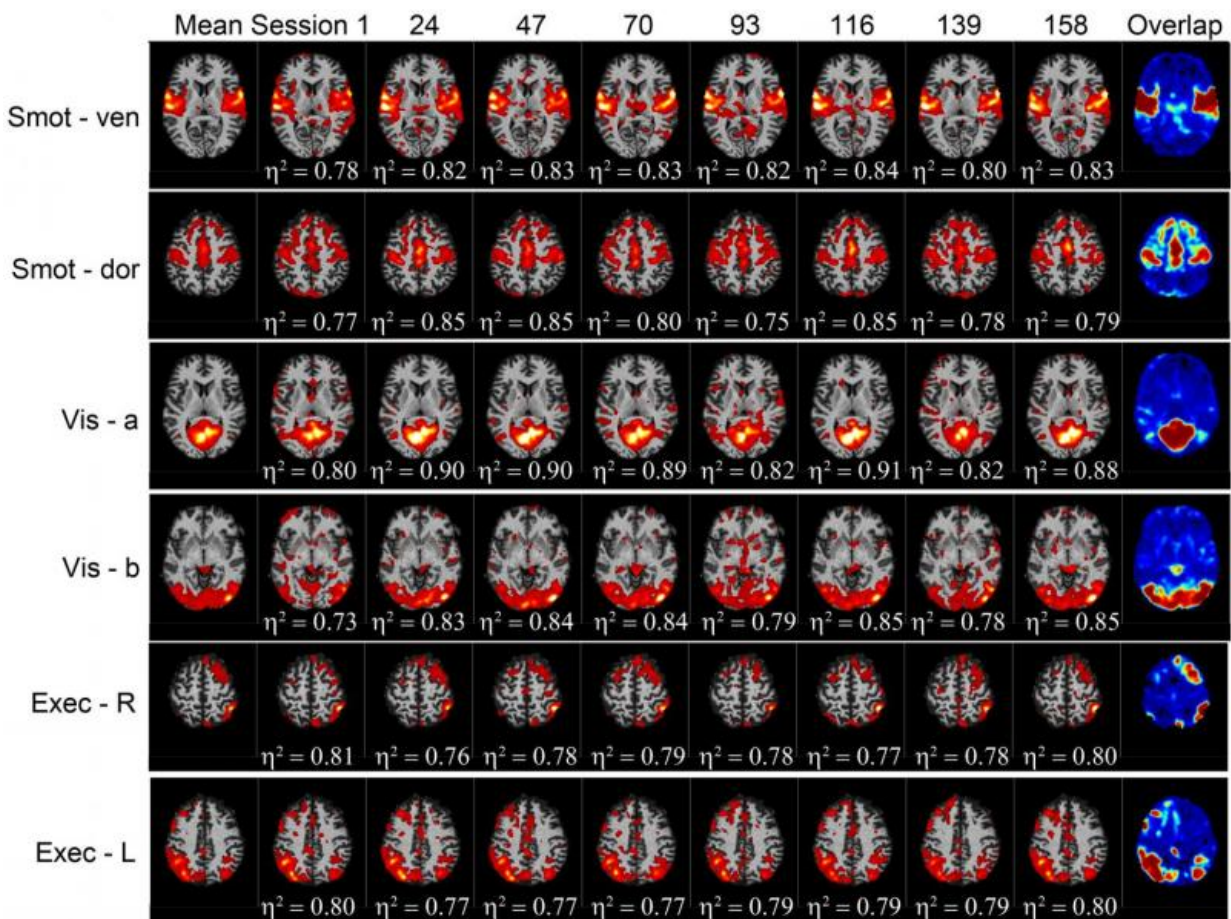 Mean Session 1 24 47 70 93 116 139 158 Overlap
Smot - ven
η² = 0.78 η² = 0.82 η² = 0.83 η² = 0.83 η² = 0.82 η² = 0.84 η² = 0.80 η² = 0.83
Smot - dor
η² = 0.77 η² = 0.85 η² = 0.85 η² = 0.80 η² = 0.75 η² = 0.85 η² = 0.78 η² = 0.79
Vis - a
η² = 0.80 η² = 0.90 η² = 0.90 η² = 0.89 η² = 0.82 η² = 0.91 η² = 0.82 η² = 0.88
Vis - b
η² = 0.73 η² = 0.83 η² = 0.84 η² = 0.84 η² = 0.79 η² = 0.85 η² = 0.78 η² = 0.85
Exec - R
η² = 0.81 η² = 0.76 η² = 0.78 η² = 0.79 η² = 0.78 η² = 0.77 η² = 0.78 η² = 0.80
Exec - L
η² = 0.80 η² = 0.77 η² = 0.77 η² = 0.77 η² = 0.79 η² = 0.79 η² = 0.79 η² = 0.80